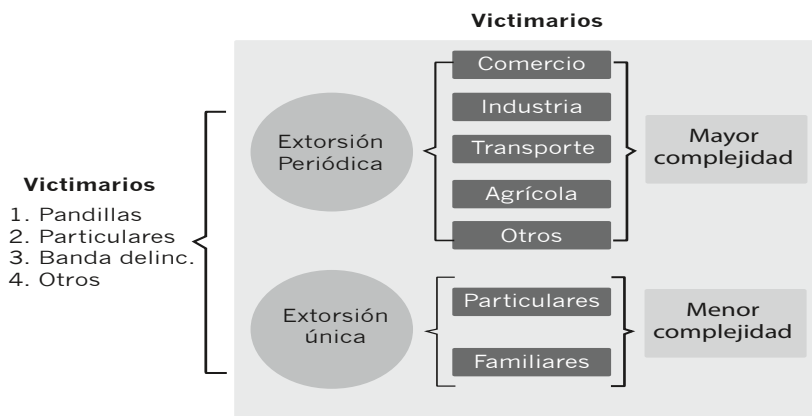 Victimarios
Victimarios
1. Pandillas
2. Particulares
3. Banda delinc.
4. Otros
Extorsión
Periódica
Comercio
Industria
Transporte
Agrícola
Otros
Mayor
complejidad
Extorsión
única
Particulares
Familiares
Menor
complejidad